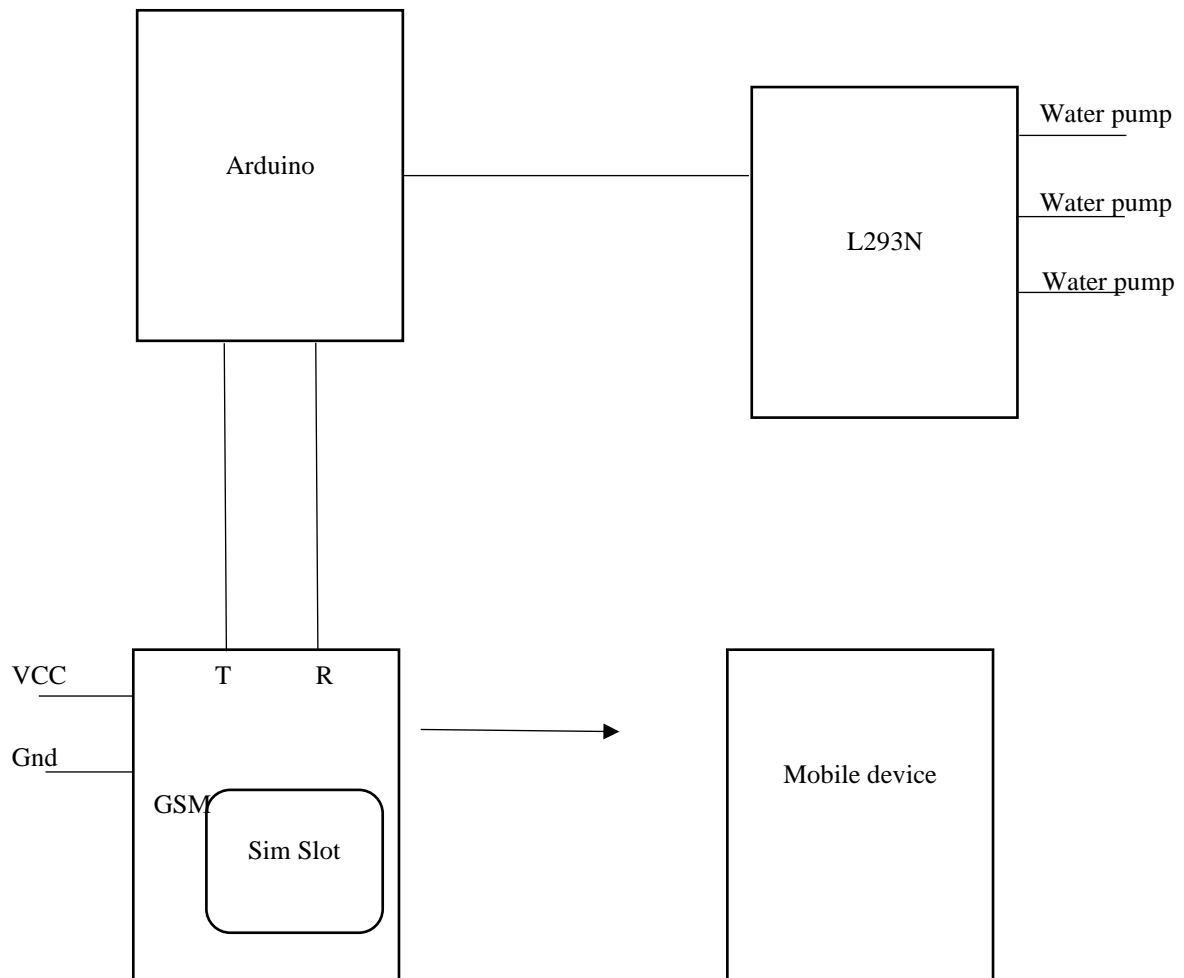 Water pump
Arduino
Water pump
L293N
Water pump
VCC
T R
Gnd
Mobile device
GSM
Sim Slot